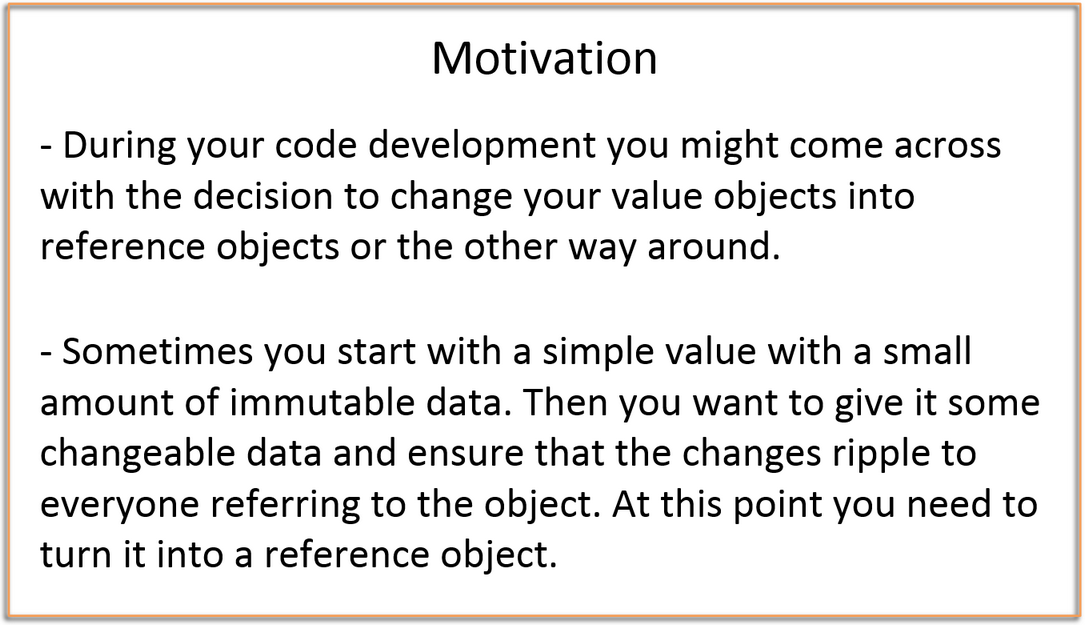 Motivation
- During your code development you might come across
with the decision to change your value objects into
reference objects or the other way around.
- Sometimes you start with a simple value with a small
amount of immutable data. Then you want to give it some
changeable data and ensure that the changes ripple to
everyone referring to the object. At this point you need to
turn it into a reference object.